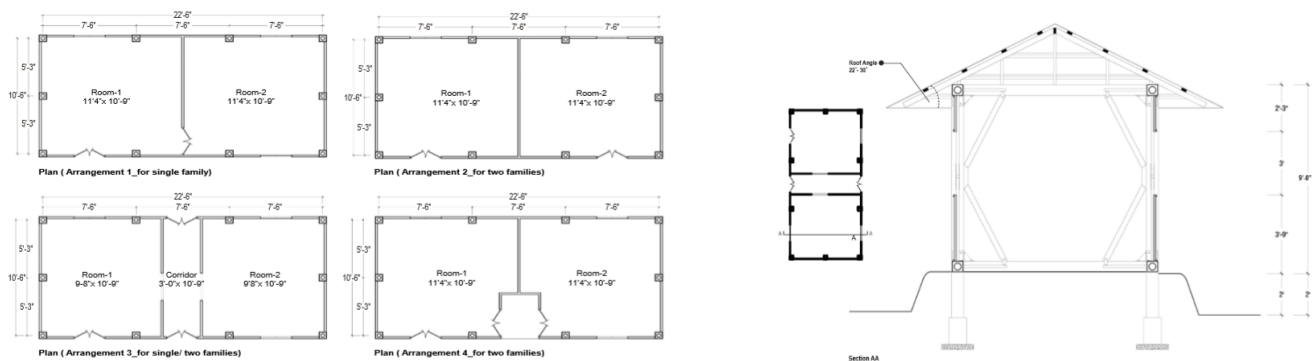 22'-6"
7'-6" 7'-6" 7'-6"
5'-3"
10'-6"
5'-3"
Room-1
11'4"x 10'-9"
Room-2
11'4"x 10'-9"
Plan ( Arrangement 1_for single family)
22'-6"
7'-6" 7'-6" 7'-6"
5'-3"
10'-6"
5'-3"
Room-1
11'4"x 10'-9"
Room-2
11'4"x 10'-9"
Plan ( Arrangement 2_for two families)
22'-6"
7'-6" 7'-6" 7'-6"
5'-3"
10'-6"
5'-3"
Room-1
9-8"x 10'-9"
Corridor
3'-0"x 10'-9"
Room-2
9'8"x 10'-9"
Plan ( Arrangement 3_for single/ two families)
22'-6"
7'-6" 7'-6" 7'-6"
5'-3"
10'-6"
5'-3"
Room-1
11'4"x 10'-9"
Room-2
11'4"x 10'-9"
Plan ( Arrangement 4_for two families)
Roof Angle
22°- 30°
A
2'-3"
3'
9'-0"
3'-9"
2' 2'
Section AA